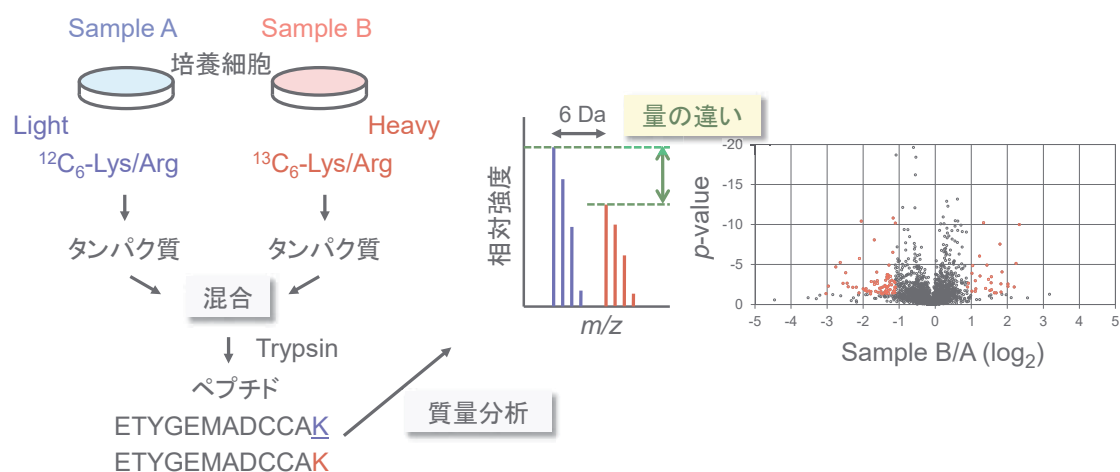 Sample A
Sample B
培養細胞
Light
Heavy
¹²C₆-Lys/Arg
¹³C₆-Lys/Arg
タンパク質
タンパク質
混合
Trypsin
ペプチド
ETYGEMADCCAK
ETYGEMADCCAK
質量分析
6 Da
量の違い
相対強度
m/z
p-value
-20
-15
-10
-5
0
-5 -4 -3 -2 -1 0 1 2 3 4 5
Sample B/A (log₂)